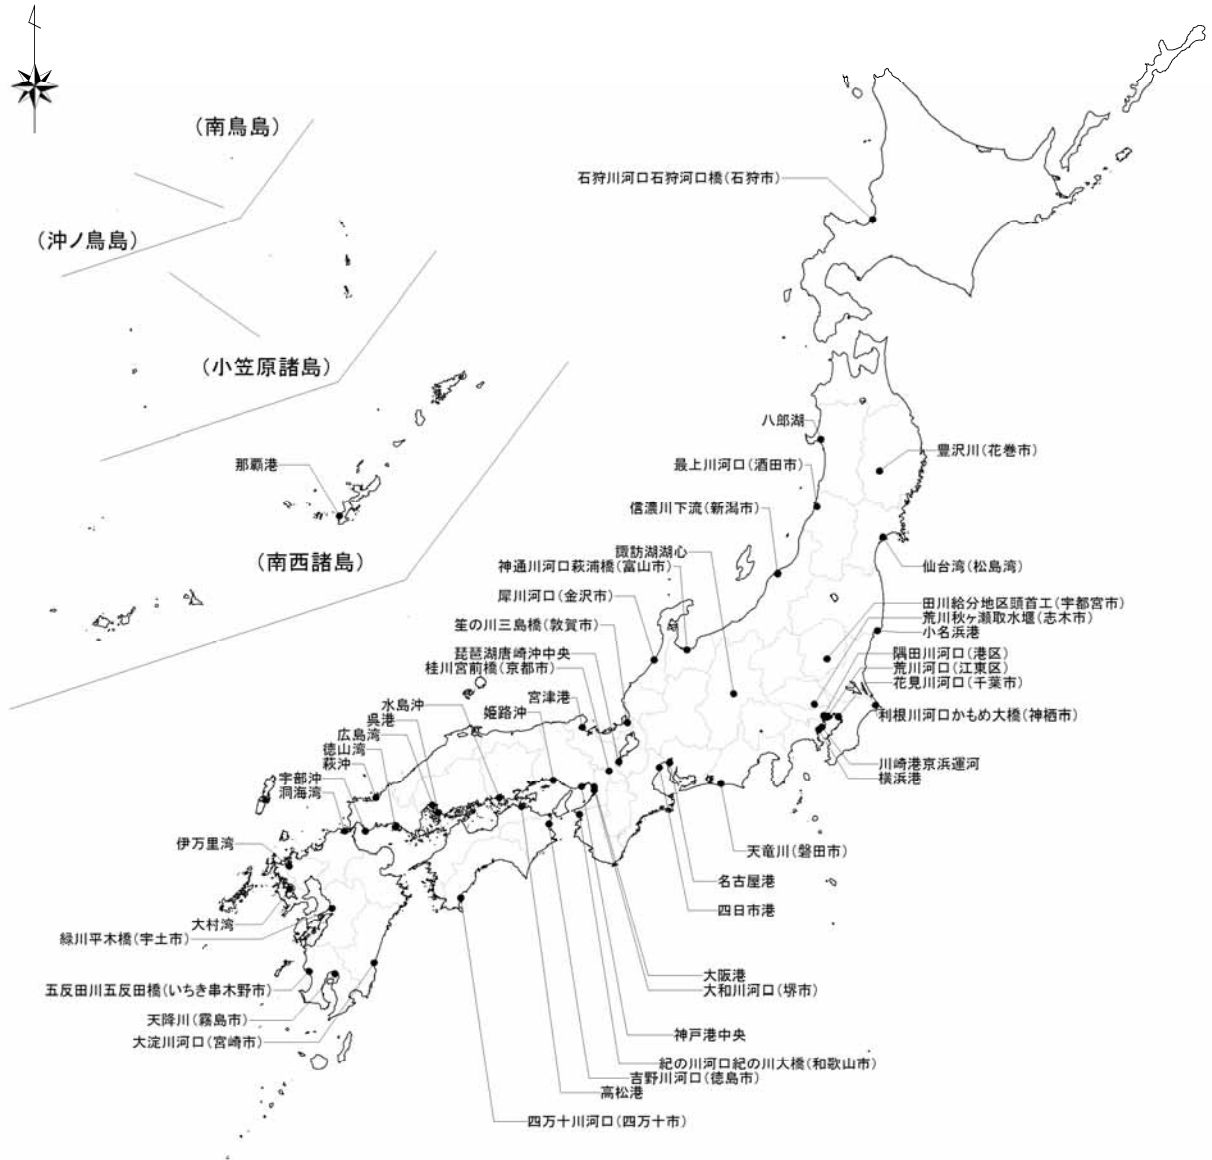 (南鳥島)
石狩川河口石狩河口橋(石狩市)
(沖ノ鳥島)
(小笠原諸島)
八郎湖
豊沢川(花巻市)
那覇港
最上川河口(酒田市)
信濃川下流(新潟市)
(南西諸島)
諏訪湖湖心
神通川河口萩浦橋(富山市)
仙台湾(松島湾)
犀川河口(金沢市)
田川給分地区頭首工(宇都宮市)
荒川秋ヶ瀬取水堰(志木市)
笙の川三島橋(敦賀市)
小名浜港
琵琶湖唐崎沖中央
隅田川河口(港区)
桂川宮前橋(京都市)
荒川河口(江東区)
花見川河口(千葉市)
宮津港
水島沖
姫路沖
利根川河口かもめ大橋(神栖市)
呉港
広島湾
徳山湾
萩沖
川崎港京浜運河
宇部沖
横浜港
洞海湾
伊万里湾
天竜川(磐田市)
名古屋港
四日市港
大村湾
緑川平木橋(宇土市)
大阪港
五反田川五反田橋(いちき串木野市)
大和川河口(堺市)
天降川(霧島市)
神戸港中央
大淀川河口(宮崎市)
紀の川河口紀の川大橋(和歌山市)
吉野川河口(徳島市)
高松港
四万十川河口(四万十市)